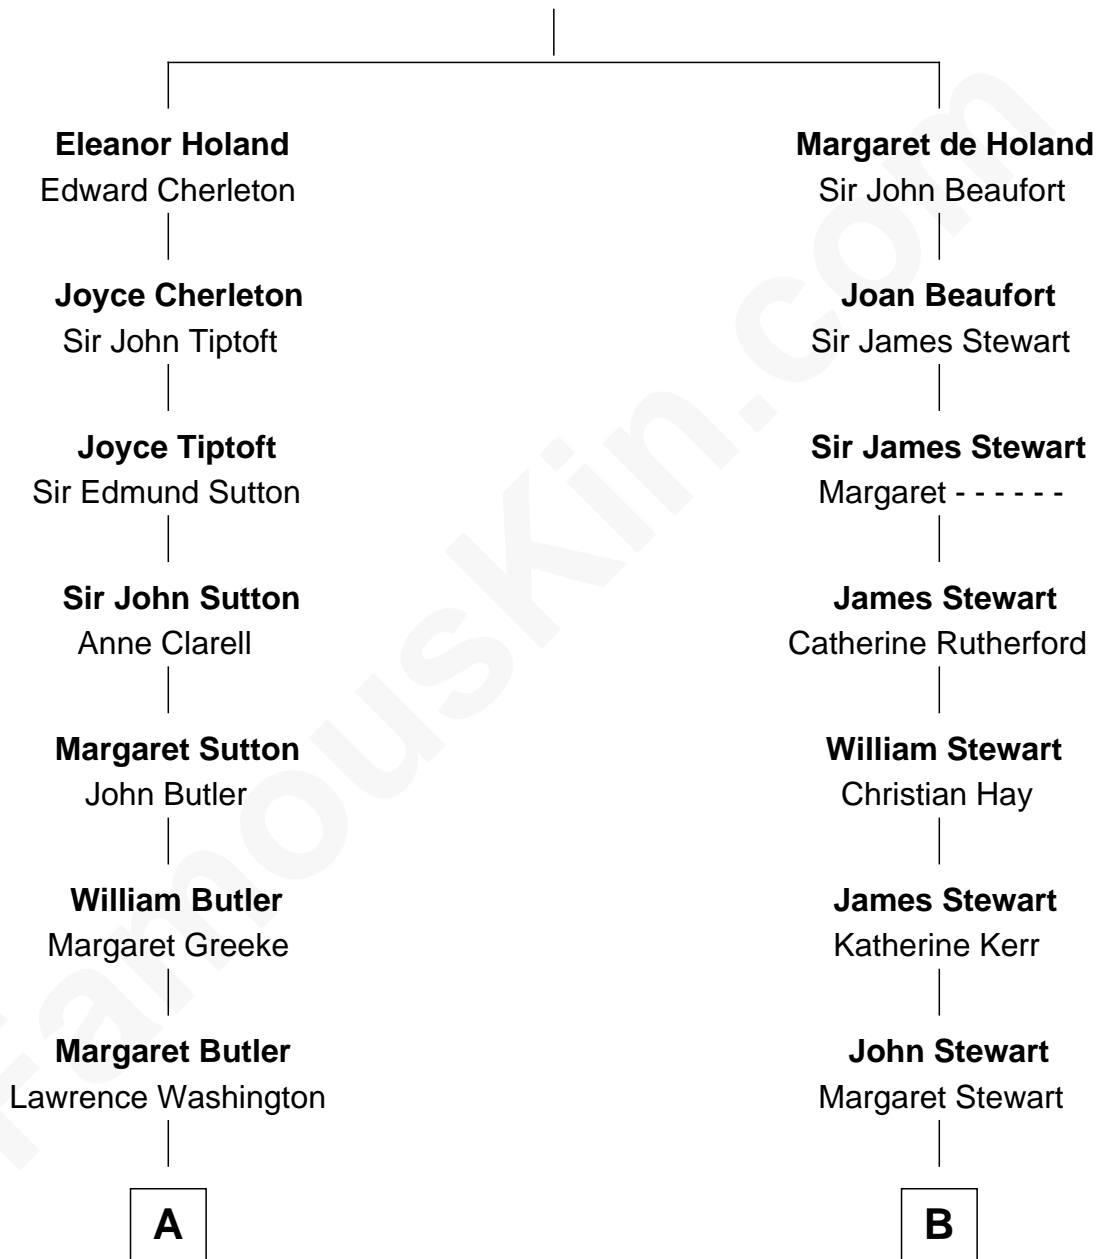 Eleanor Holand
Edward Cherleton
Joyce Cherleton
Sir John Tiptoft
Joyce Tiptoft
Sir Edmund Sutton
Sir John Sutton
Anne Clarell
Margaret Sutton
John Butler
William Butler
Margaret Greeke
Margaret Butler
Lawrence Washington
A
Margaret de Holand
Sir John Beaufort
Joan Beaufort
Sir James Stewart
Sir James Stewart
Margaret - - - - - -
James Stewart
Catherine Rutherford
William Stewart
Christian Hay
James Stewart
Katherine Kerr
John Stewart
Margaret Stewart
B
FamousKin.com